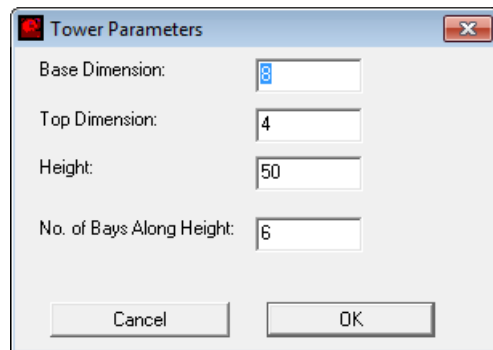 Tower Parameters
Base Dimension: 8
Top Dimension: 4
Height: 50
No. of Bays Along Height: 6
Cancel OK